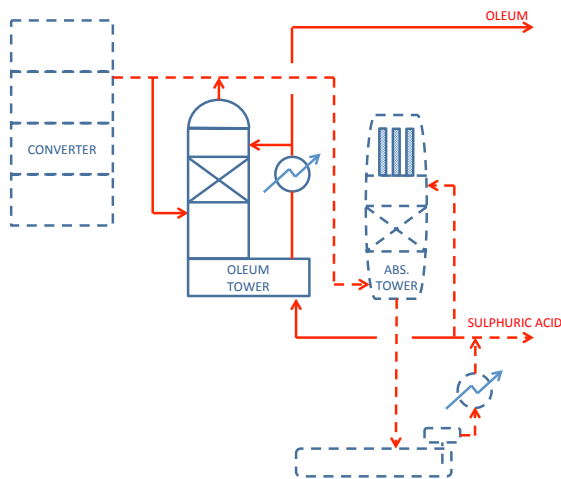 OLEUM
CONVERTER
OLEUM
TOWER
ABS.
TOWER
SULPHURIC ACID